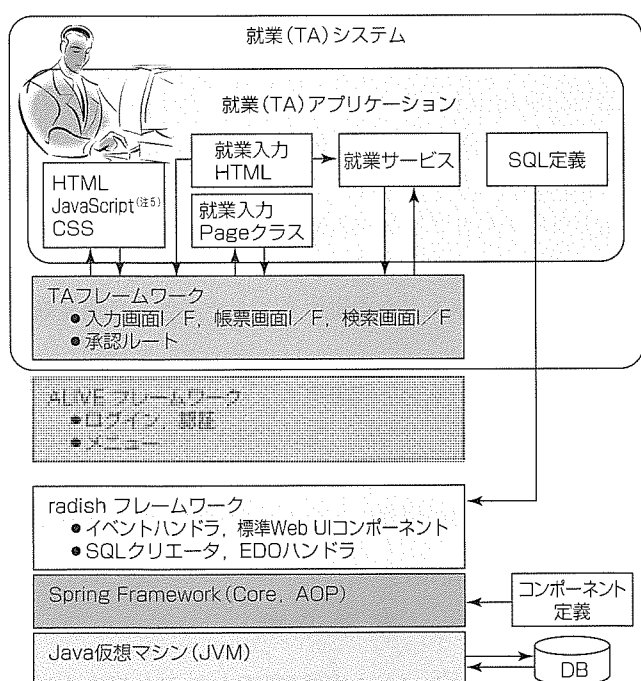 就業(TA)システム
就業(TA)アプリケーション
就業入力
HTML
就業サービス
SQL定義
HTML
JavaScript(注5)
CSS
就業入力
Pageクラス
TAフレームワーク
●入力画面I/F，帳票画面I/F，検索画面I/F
●承認ルート
ALIVE フレームワーク
●ログイン，認証
●メニュー
radish フレームワーク
●イベントハンドラ，標準Web UIコンポーネント
●SQLクリエータ，EDOハンドラ
Spring Framework(Core，AOP)
コンポーネント
定義
Java仮想マシン(JVM)
DB